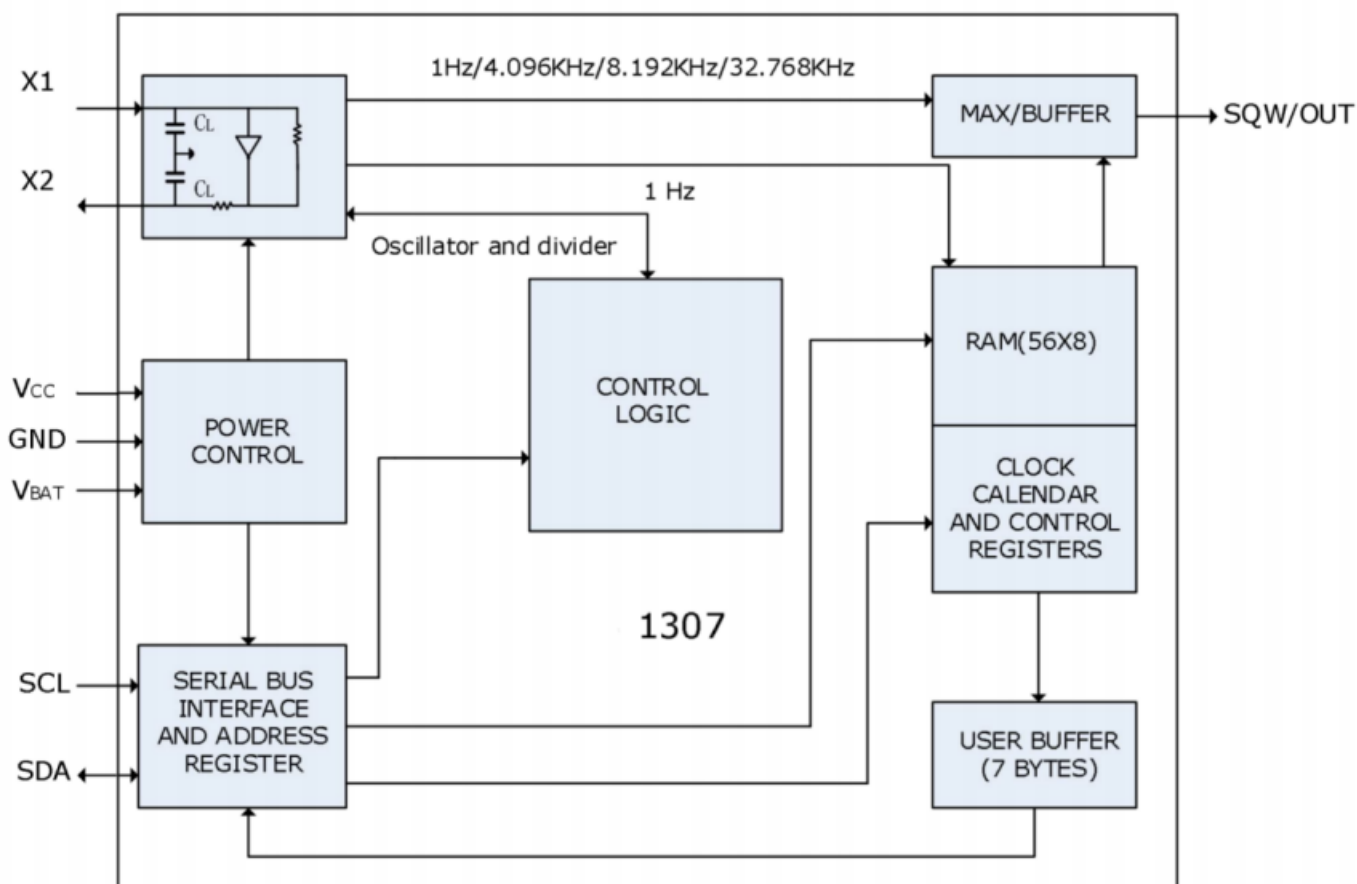 1Hz/4.096KHz/8.192KHz/32.768KHz
X1
CL
MAX/BUFFER
SQW/OUT
X2
CL
1 Hz
Oscillator and divider
RAM(56X8)
VCC
GND
VBAT
POWER
CONTROL
CONTROL
LOGIC
CLOCK
CALENDAR
AND CONTROL
REGISTERS
1307
SCL
SDA
SERIAL BUS
INTERFACE
AND ADDRESS
REGISTER
USER BUFFER
(7 BYTES)